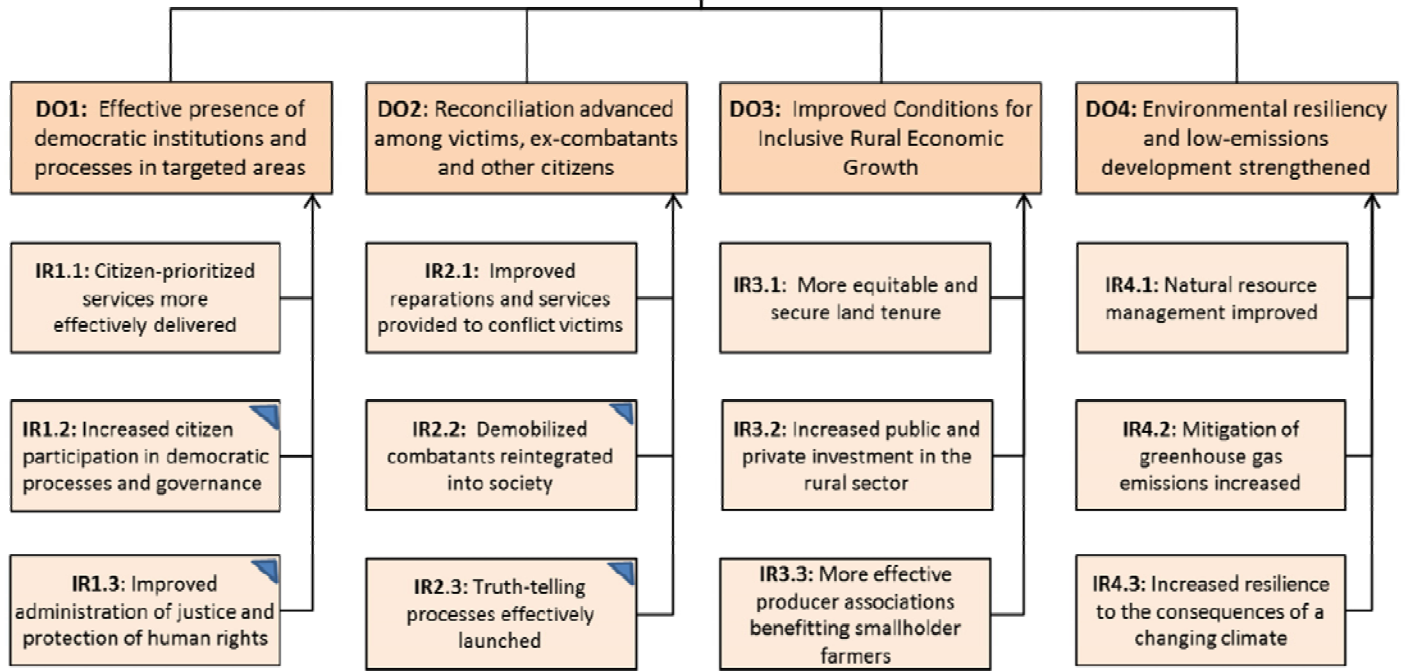 DO1: Effective presence of
democratic institutions and
processes in targeted areas
DO2: Reconciliation advanced
among victims, ex-combatants
and other citizens
DO3: Improved Conditions for
Inclusive Rural Economic
Growth
DO4: Environmental resiliency
and low-emissions
development strengthened
IR1.1: Citizen-prioritized
services more
effectively delivered
IR2.1: Improved
reparations and services
provided to conflict victims
IR3.1: More equitable and
secure land tenure
IR4.1: Natural resource
management improved
IR1.2: Increased citizen
participation in democratic
processes and governance
IR2.2: Demobilized
combatants reintegrated
into society
IR3.2: Increased public and
private investment in the
rural sector
IR4.2: Mitigation of
greenhouse gas
emissions increased
IR1.3: Improved
administration of justice and
protection of human rights
IR2.3: Truth-telling
processes effectively
launched
IR3.3: More effective
producer associations
benefitting smallholder
farmers
IR4.3: Increased resilience
to the consequences of a
changing climate